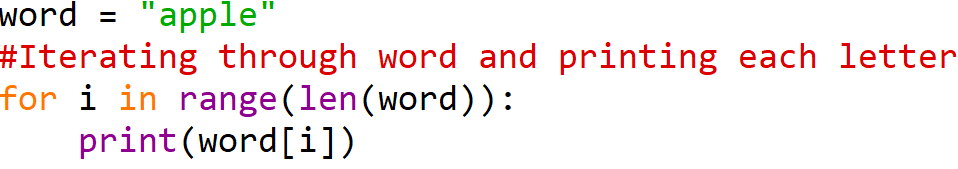 word = "apple"
#Iterating through word and printing each letter
for i in range(len(word)):
    print(word[i])